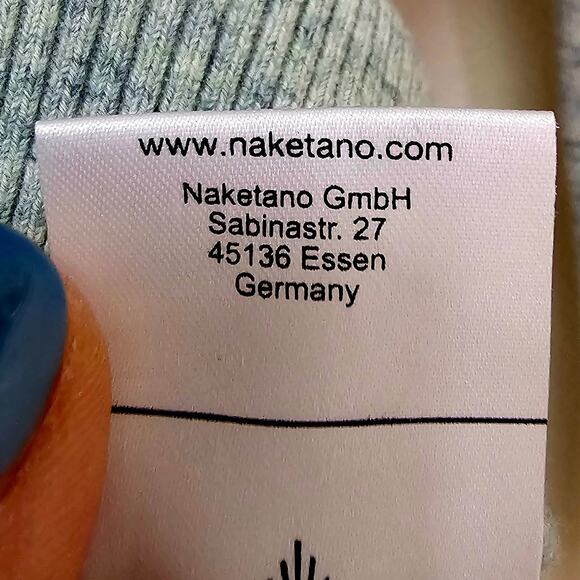 www.naketano.com
Naketano GmbH
Sabinastr. 27
45136 Essen
Germany